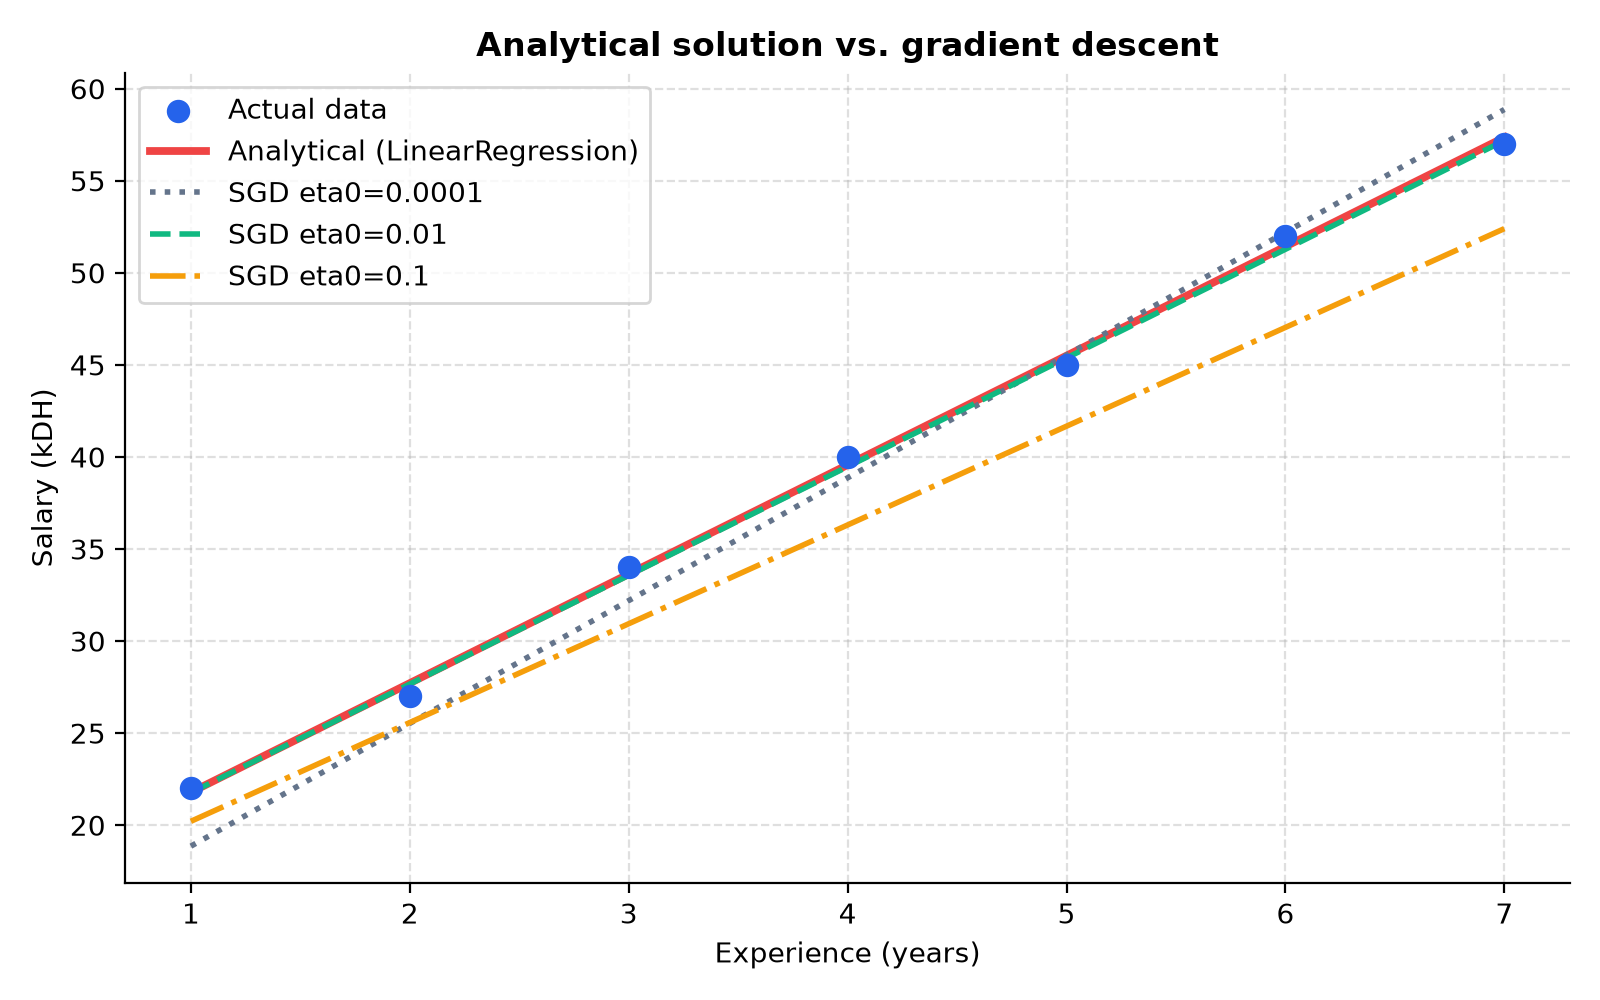 Analytical solution vs. gradient descent
Actual data
Analytical (LinearRegression)
SGD eta0=0.0001
SGD eta0=0.01
SGD eta0=0.1
Salary (kDH)
60
55
50
45
40
35
30
25
20
1 2 3 4 5 6 7
Experience (years)